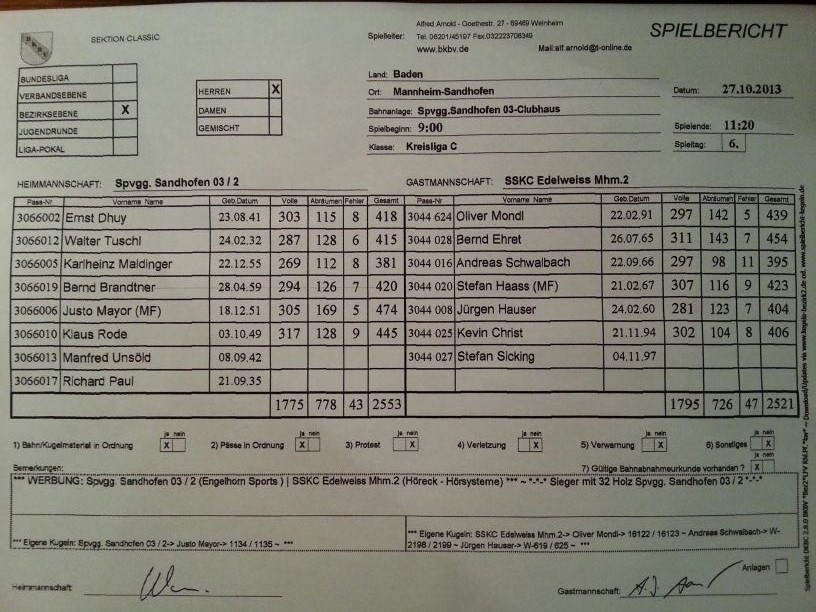 SEKTION CLASSIC
Alfred Arnold - Goethestr. 27 - 69469 Weinheim
Spielleiter: Tel. 06201/45197 Fax.032223706349
www.bkbv.de Mail:alf.arnold@t-online.de
SPIELBERICHT
BUNDESLIGA
VERBANDSEBENE
BEZIRKSEBENE X
JUGENDRUNDE
LIGA-POKAL
HERREN X
DAMEN
GEMISCHT
Land: Baden
Ort: Mannheim-Sandhofen Datum: 27.10.2013
Bahnanlage: Spvgg.Sandhofen 03-Clubhaus
Spielbeginn: 9:00 Spielende: 11:20
Klasse: Kreisliga C Spieltag: 6.
HEIMMANNSCHAFT: Spvgg. Sandhofen 03 / 2 GASTMANNSCHAFT: SSKC Edelweiss Mhm.2
Pass-Nr Vorname Name Geb.Datum Volle Abräumen Fehler Gesamt Pass-Nr Vorname Name Geb.Datum Volle Abräumen Fehler Gesamt
3066002 Ernst Dhuy 23.08.41 303 115 8 418 3044 624 Oliver Mondl 22.02.91 297 142 5 439
3066012 Walter Tuschl 24.02.32 287 128 6 415 3044 028 Bernd Ehret 26.07.65 311 143 7 454
3066005 Karlheinz Maldinger 22.12.55 269 112 8 381 3044 016 Andreas Schwalbach 22.09.66 297 98 11 395
3066019 Bernd Brandtner 28.04.59 294 126 7 420 3044 020 Stefan Haass (MF) 21.02.67 307 116 9 423
3066006 Justo Mayor (MF) 18.12.51 305 169 5 474 3044 008 Jürgen Hauser 24.02.60 281 123 7 404
3066010 Klaus Rode 03.10.49 317 128 9 445 3044 025 Kevin Christ 21.11.94 302 104 8 406
3066013 Manfred Unsöld 08.09.42 3044 027 Stefan Sicking 04.11.97
3066017 Richard Paul 21.09.35
1775 778 43 2553 1795 726 47 2521
ja nein ja nein ja nein ja nein ja nein ja nein
1) Bahn/Kugelmaterial in Ordnung X 2) Pässe in Ordnung X 3) Protest X 4) Verletzung X 5) Verwarnung X 6) Sonstiges X
ja nein
Bemerkungen: 7) Gültige Bahnabnahmeurkunde vorhanden ? X
*** WERBUNG: Spvgg. Sandhofen 03 / 2 (Engelhorn Sports ) | SSKC Edelweiss Mhm.2 (Höreck - Hörsysteme) *** ~ *-*-* Sieger mit 32 Holz Spvgg. Sandhofen 03 / 2 *-*-*
*** Eigene Kugeln: Spvgg. Sandhofen 03 / 2-> Justo Mayor-> 1134 / 1135 ~ ***
*** Eigene Kugeln: SSKC Edelweiss Mhm.2-> Oliver Mondl-> 16122 / 16123 ~ Andreas Schwalbach-> W-
2198 / 2199 ~ Jürgen Hauser-> W-619 / 625 ~ ***
Anlagen
Heimmannschaft: Gastmannschaft: